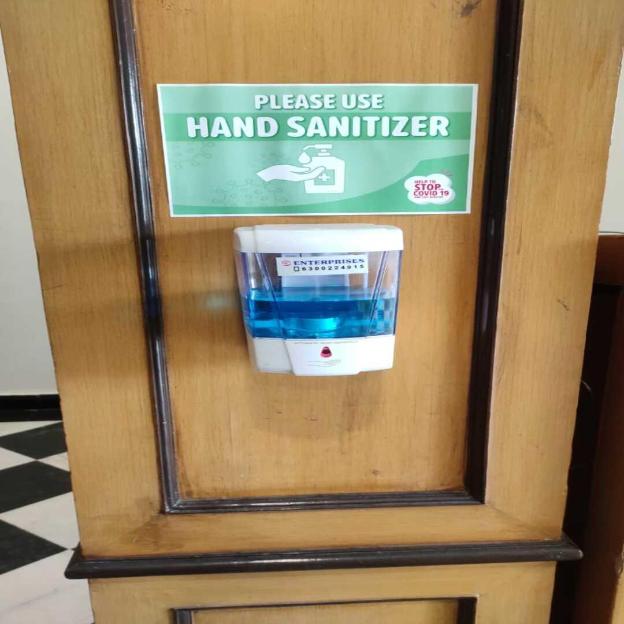 PLEASE USE
HAND SANITIZER
HELP TO
STOP
COVID 19
ENTERPRISES
6300224915